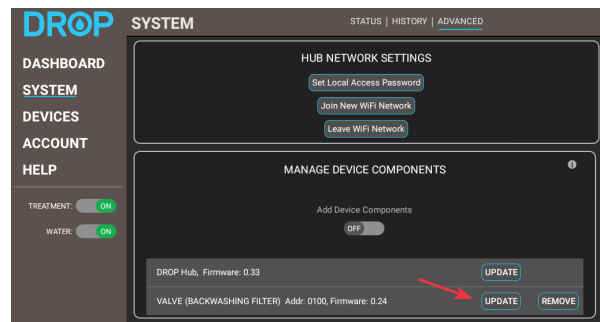 DROP
SYSTEM
STATUS | HISTORY | ADVANCED
DASHBOARD
SYSTEM
DEVICES
ACCOUNT
HELP
TREATMENT: ON
WATER: ON
HUB NETWORK SETTINGS
Set Local Access Password
Join New WiFi Network
Leave WiFi Network
MANAGE DEVICE COMPONENTS
i
Add Device Components
OFF
DROP Hub, Firmware: 0.33 UPDATE
VALVE (BACKWASHING FILTER) Addr: 0100, Firmware: 0.24 UPDATE REMOVE